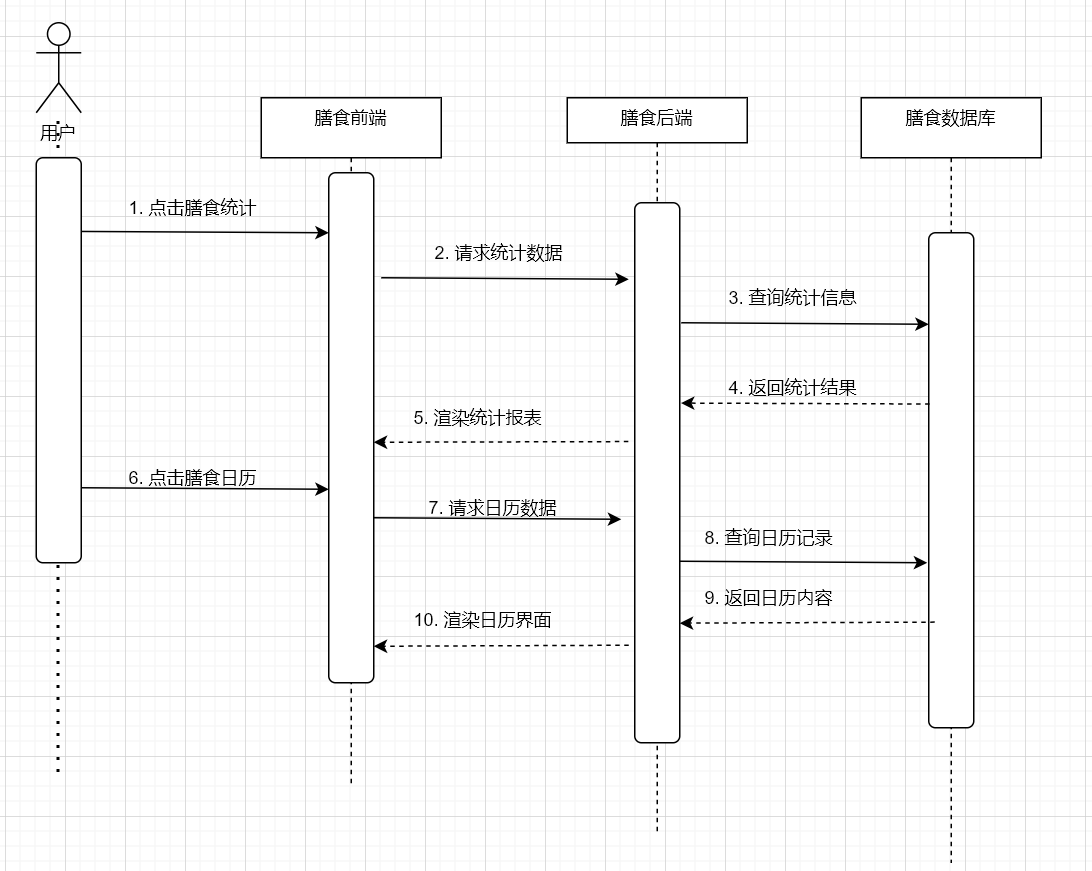 用户
膳食前端
膳食后端
膳食数据库
1. 点击膳食统计
2. 请求统计数据
3. 查询统计信息
4. 返回统计结果
5. 渲染统计报表
6. 点击膳食日历
7. 请求日历数据
8. 查询日历记录
9. 返回日历内容
10. 渲染日历界面